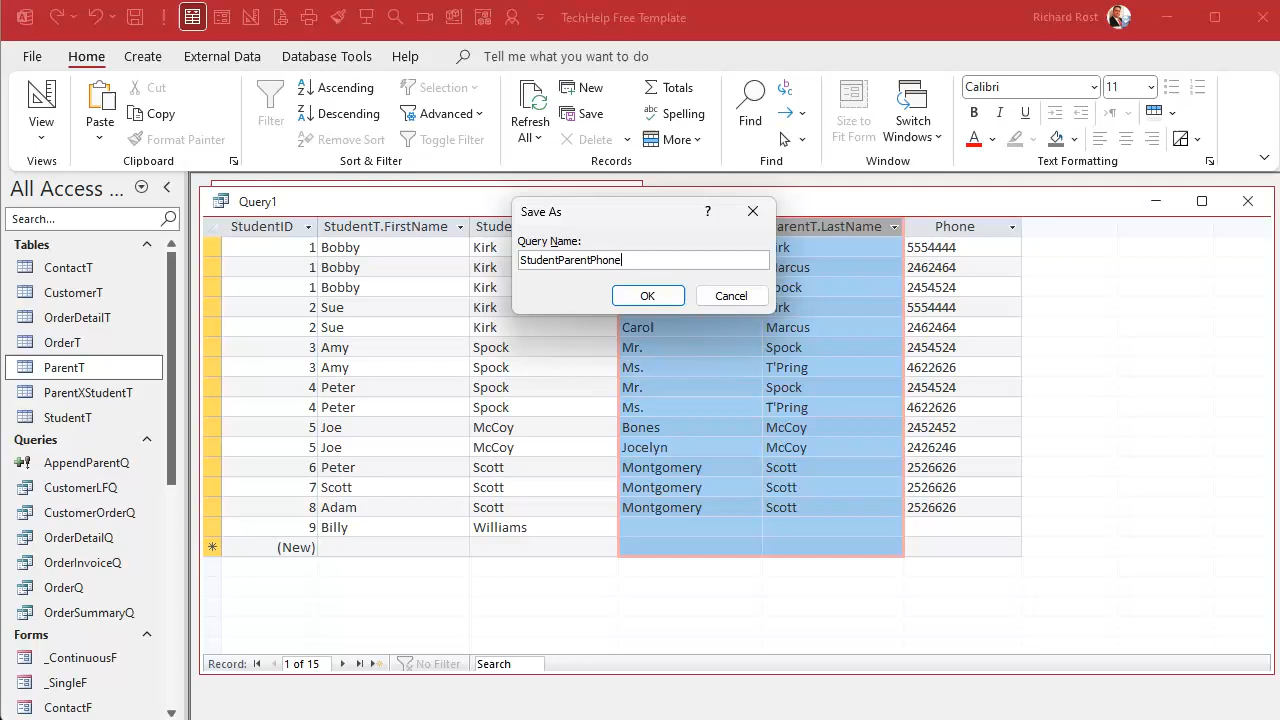 TechHelp Free Template
Richard Rost
File Home Create External Data Database Tools Help Tell me what you want to do
View
Views
Paste
Cut
Copy
Format Painter
Clipboard
Filter
Ascending
Descending
Remove Sort
Selection
Advanced
Toggle Filter
Sort & Filter
Refresh
All
New
Save
Delete
Totals
Spelling
More
Records
Find
Find
Size to
Fit Form
Switch
Windows
Window
Calibri 11
B I U
A
Text Formatting
All Access ...
Search...
Tables
ContactT
CustomerT
OrderDetailT
OrderT
ParentT
ParentXStudentT
StudentT
Queries
AppendParentQ
CustomerLFQ
CustomerOrderQ
OrderDetailQ
OrderInvoiceQ
OrderQ
OrderSummaryQ
Forms
_ContinuousF
_SingleF
ContactF
Query1
StudentID StudentT.FirstName Phone
1 Bobby Kirk 5554444
1 Bobby Kirk 2462464
1 Bobby Kirk 2454524
2 Sue Kirk 5554444
2 Sue Kirk Carol Marcus 2462464
3 Amy Spock Mr. Spock 2454524
3 Amy Spock Ms. T'Pring 4622626
4 Peter Spock Mr. Spock 2454524
4 Peter Spock Ms. T'Pring 4622626
5 Joe McCoy Bones McCoy 2452452
5 Joe McCoy Jocelyn McCoy 2426246
6 Peter Scott Montgomery Scott 2526626
7 Scott Scott Montgomery Scott 2526626
8 Adam Scott Montgomery Scott 2526626
9 Billy Williams
(New)
Save As ?
Query Name:
StudentParentPhone
OK Cancel
Record: 1 of 15 No Filter Search